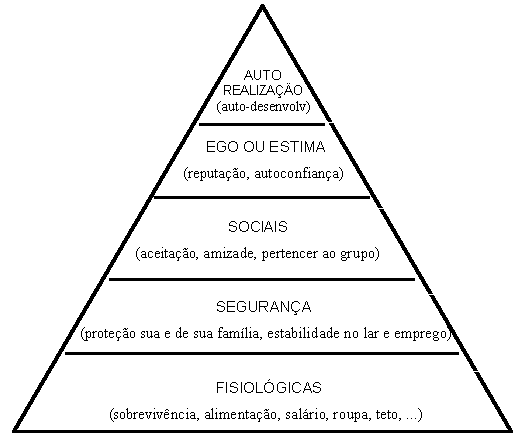 AUTO
REALIZAÇÃO
(auto-desenvolv)
EGO OU ESTIMA
(reputação, autoconfiança)
SOCIAIS
(aceitação, amizade, pertencer ao grupo)
SEGURANÇA
(proteção sua e de sua família, estabilidade no lar e emprego)
FISIOLÓGICAS
(sobrevivência, alimentação, salário, roupa, teto, ...)